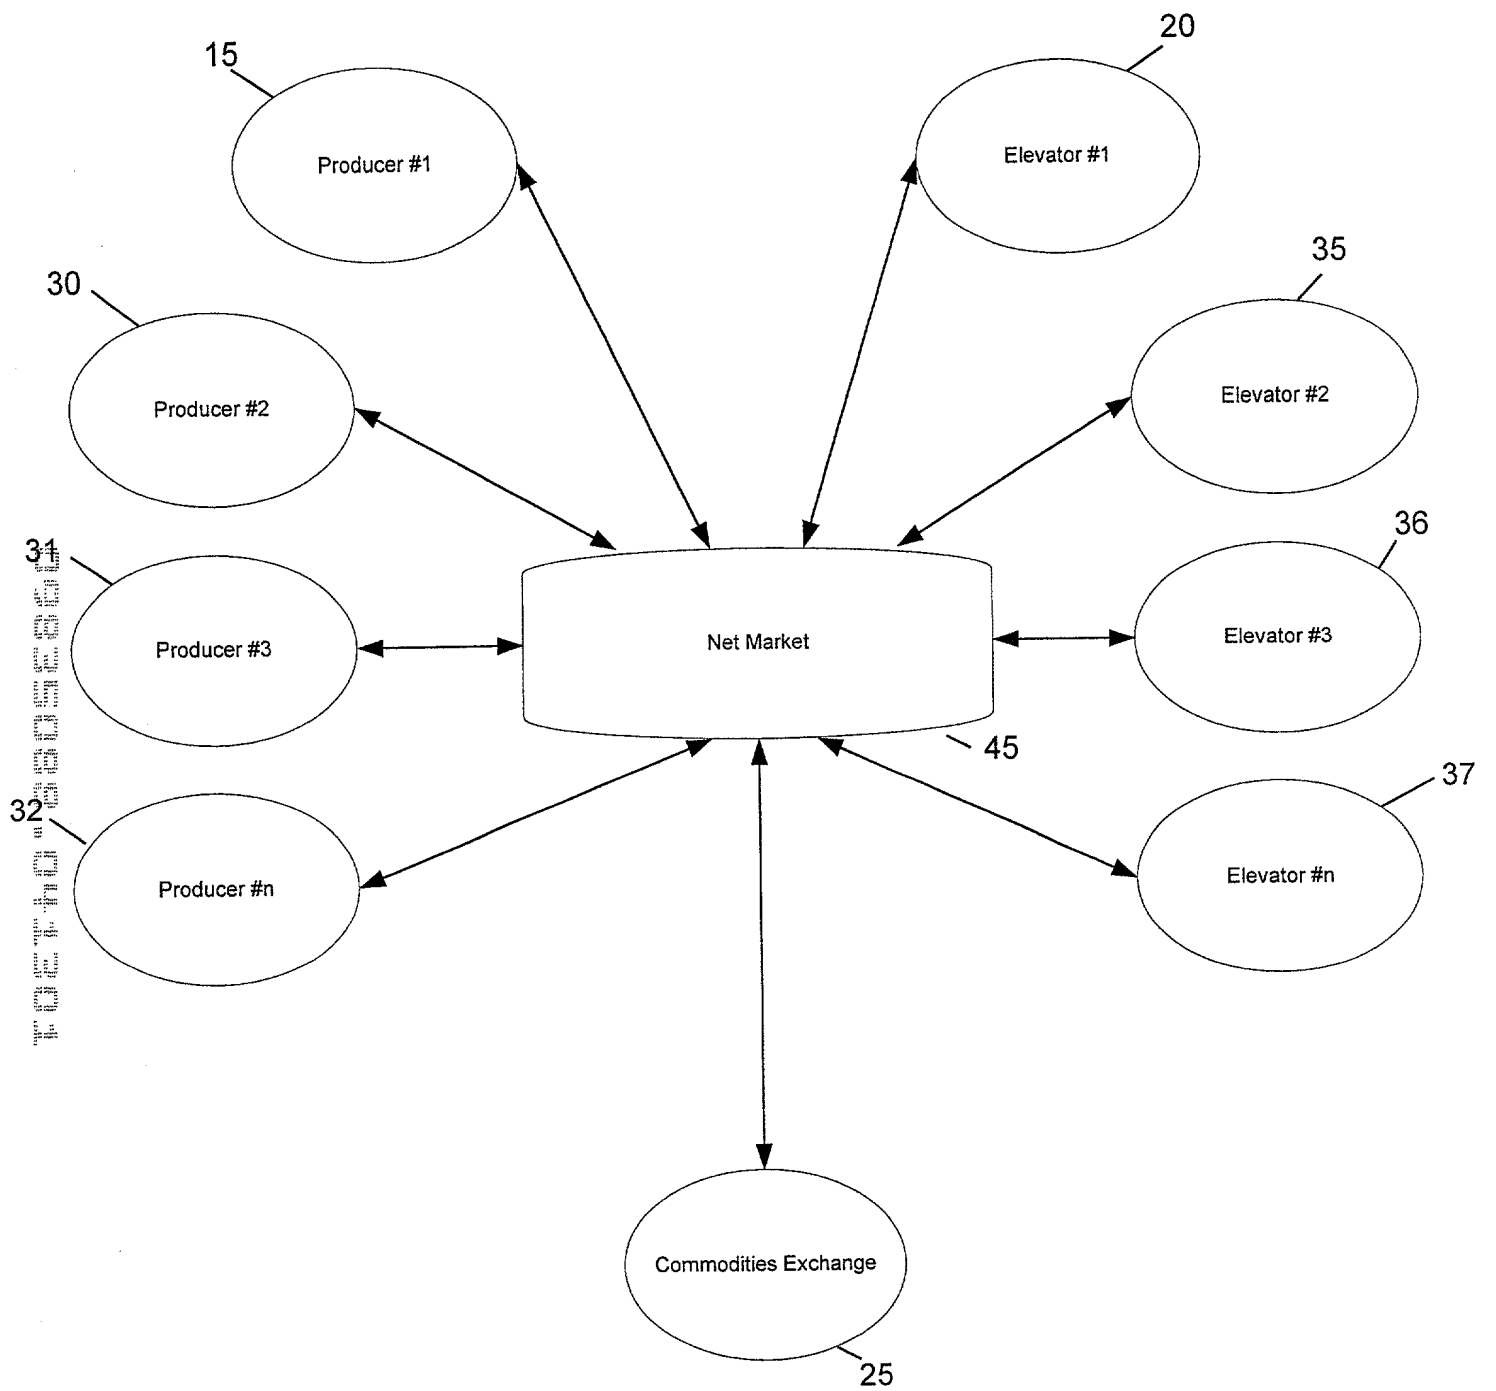 15
20
Producer #1
Elevator #1
30
35
Producer #2
Elevator #2
31
36
Producer #3
Net Market
Elevator #3
45
32
37
Producer #n
Elevator #n
Commodities Exchange
25